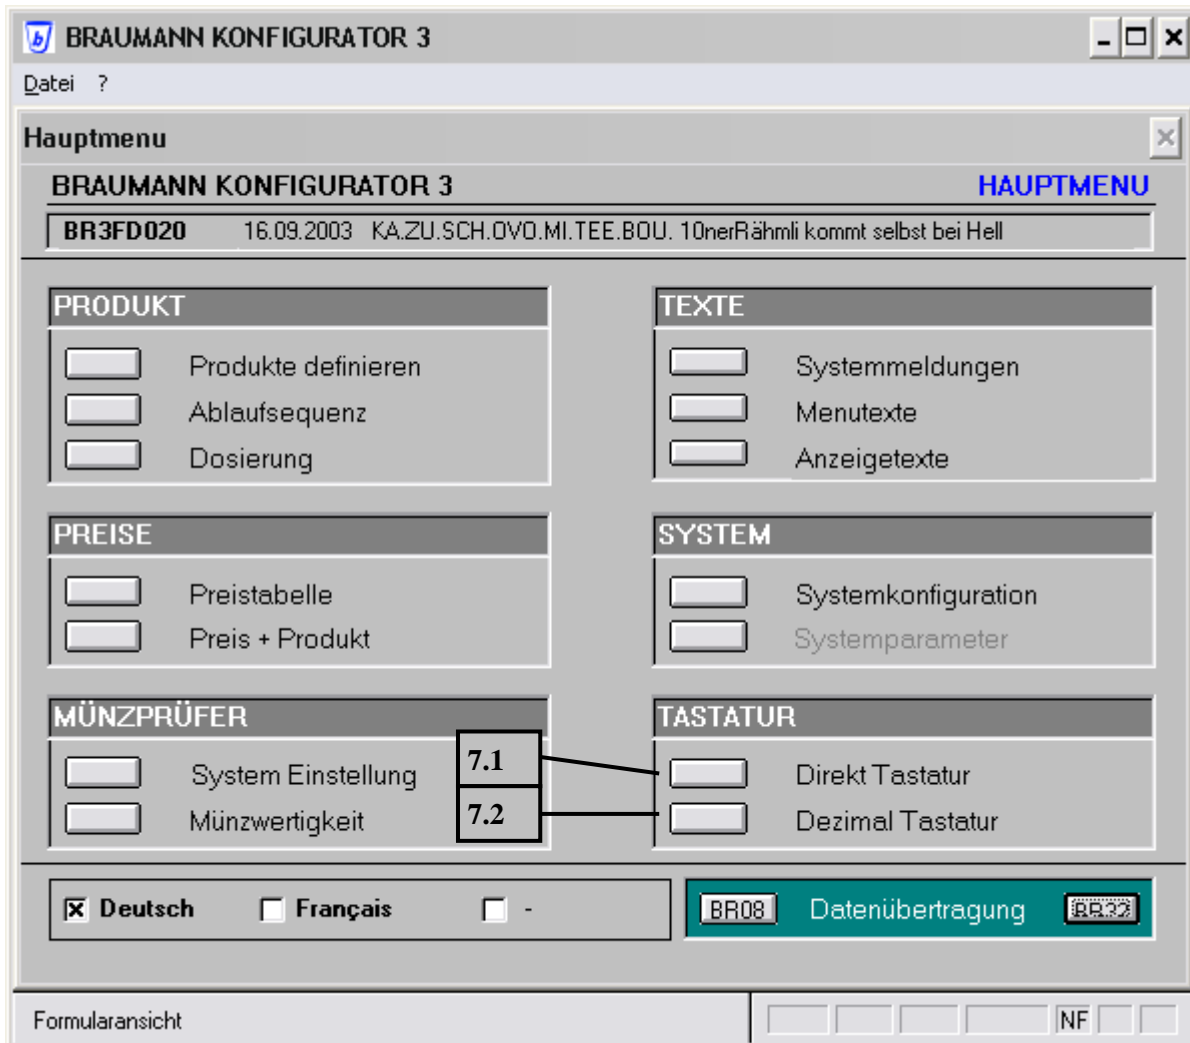 BRAUMANN KONFIGURATOR 3
Datei ?
Hauptmenu
BRAUMANN KONFIGURATOR 3 HAUPTMENU
BR3FD020 16.09.2003 KA.ZU.SCH.OVO.MI.TEE.BOU. 10nerRähmli kommt selbst bei Hell
PRODUKT
Produkte definieren
Ablaufsequenz
Dosierung
TEXTE
Systemmeldungen
Menutexte
Anzeigetexte
PREISE
Preistabelle
Preis + Produkt
SYSTEM
Systemkonfiguration
Systemparameter
MÜNZPRÜFER
System Einstellung
Münzwertigkeit
7.1
7.2
TASTATUR
Direkt Tastatur
Dezimal Tastatur
Deutsch Français -
BR08 Datenübertragung
Formularansicht NF